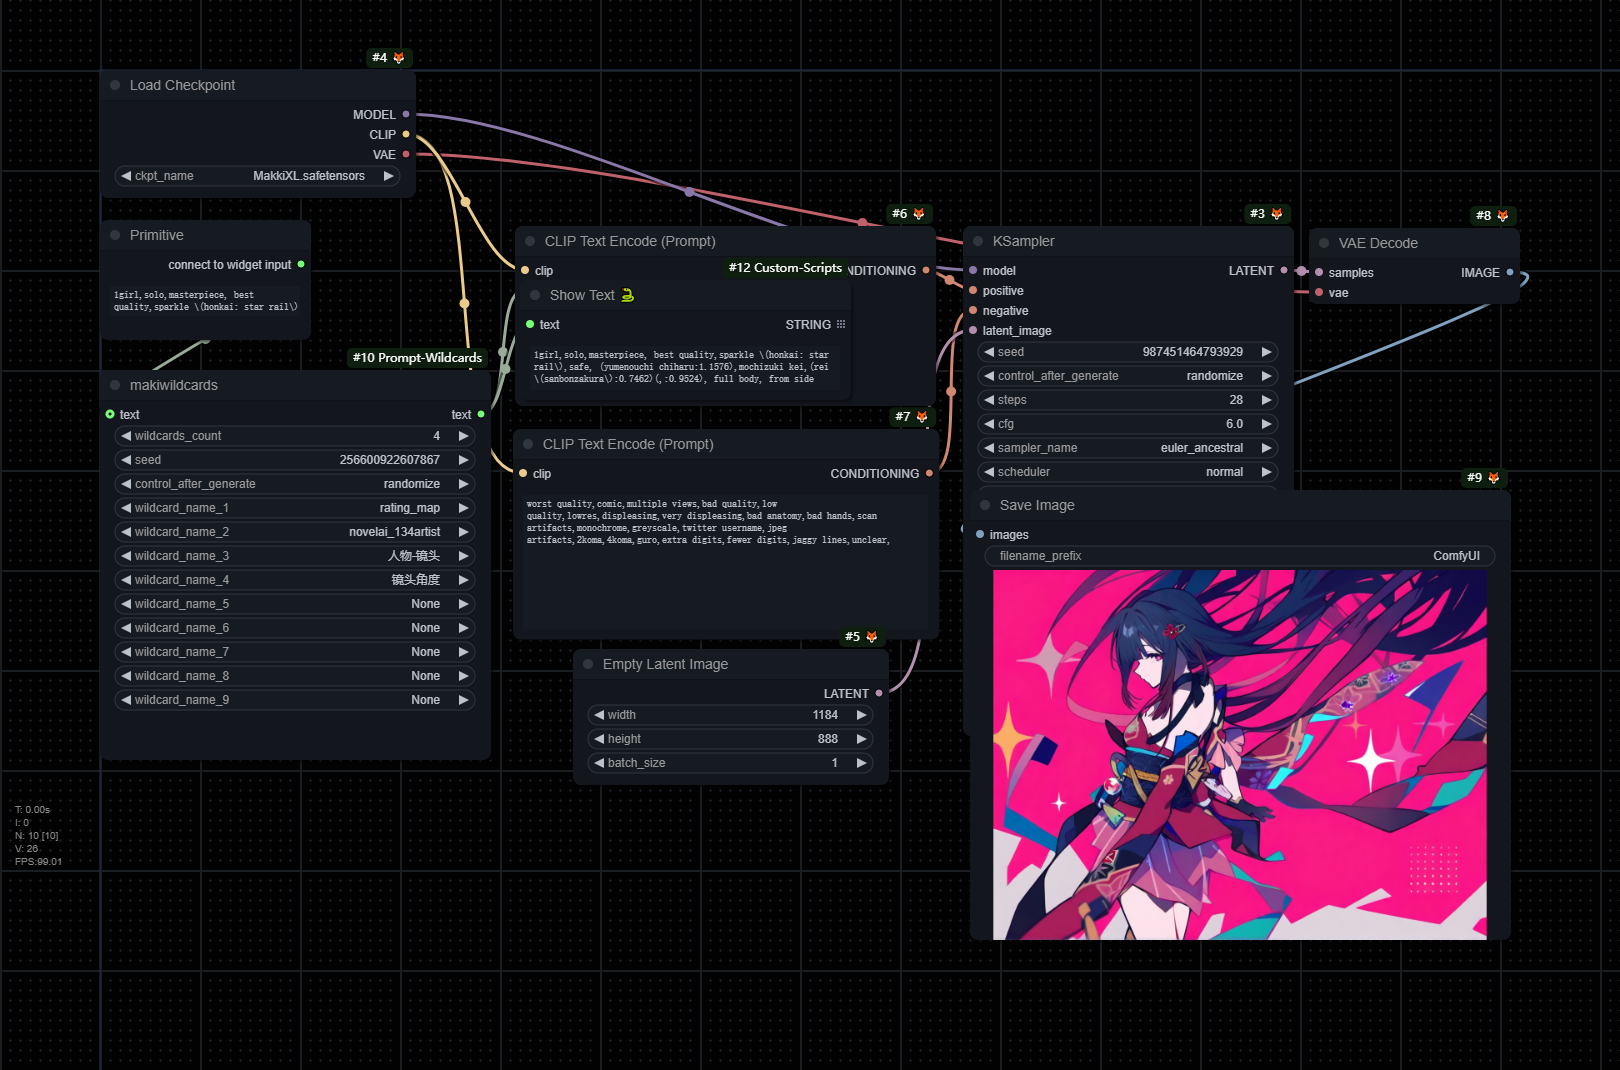 #4
Load Checkpoint
MODEL
CLIP
VAE
ckpt_name MakkiXL.safetensors
Primitive
connect to widget input
1girl, solo, masterpiece, best
quality, sparkle \(honkai: star rail\)
#10 Prompt-Wildcards
makiwildcards
text text
wildcards_count 4
seed 256600922607867
control_after_generate randomize
wildcard_name_1 rating_map
wildcard_name_2 novelai_134artist
wildcard_name_3 人物-镜头
wildcard_name_4 镜头角度
wildcard_name_5 None
wildcard_name_6 None
wildcard_name_7 None
wildcard_name_8 None
wildcard_name_9 None
#6
CLIP Text Encode (Prompt)
clip NDITIONING
#12 Custom-Scripts
Show Text
text STRING
1girl, solo, masterpiece, best quality, sparkle \(honkai: star
rail\), safe, (yumenouchi chiharu:1.1576), mochizuki kei, (rei
\(sanbonzakura\):0.7462)(, :0.9524), full body, from side
#7
CLIP Text Encode (Prompt)
clip CONDITIONING
worst quality, comic, multiple views, bad quality, low
quality, lowres, displeasing, very displeasing, bad anatomy, bad hands, scan
artifacts, monochrome, greyscale, twitter username, jpeg
artifacts, 2koma, 4koma, guro, extra digits, fewer digits, jaggy lines, unclear,
#5
Empty Latent Image
LATENT
width 1184
height 888
batch_size 1
#3
KSampler
model LATENT
positive
negative
latent_image
seed 987451464793929
control_after_generate randomize
steps 28
cfg 6.0
sampler_name euler_ancestral
scheduler normal
#8
VAE Decode
samples IMAGE
vae
#9
Save Image
images
filename_prefix ComfyUI
T: 0.00s
I: 0
N: 10 [10]
V: 26
FPS:99.01